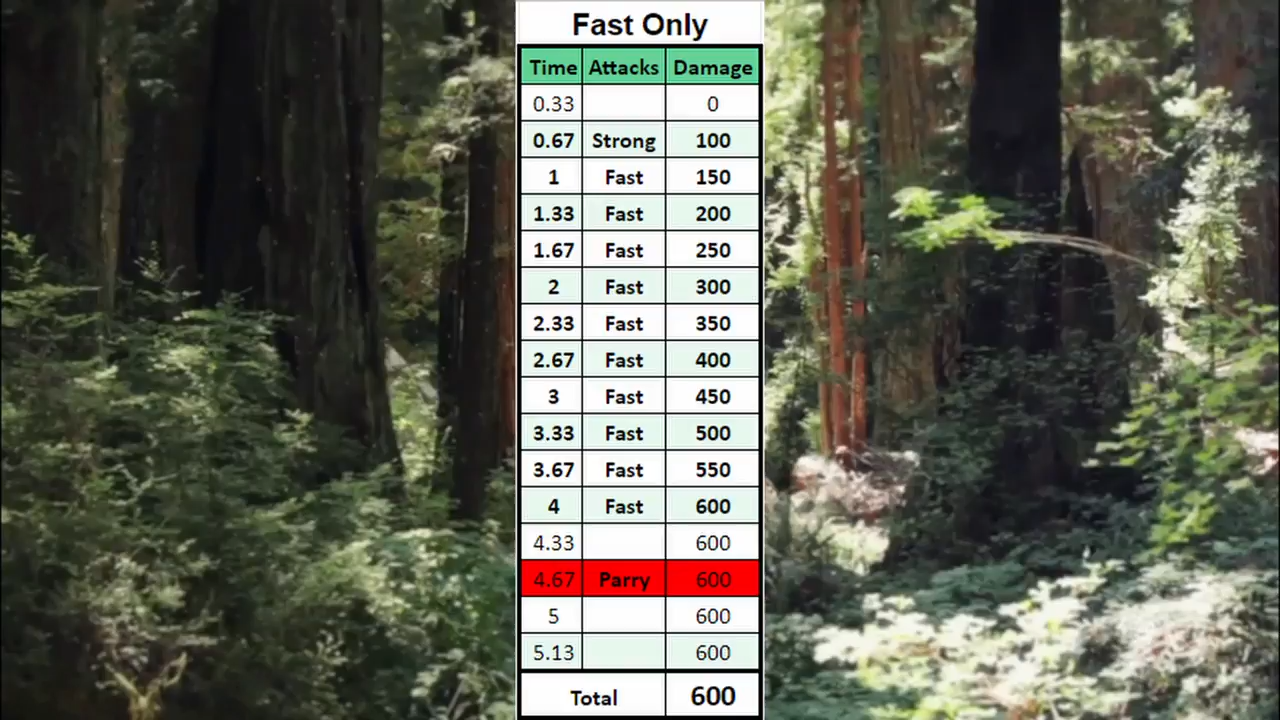 Fast Only
Time Attacks Damage
0.33 0
0.67 Strong 100
1 Fast 150
1.33 Fast 200
1.67 Fast 250
2 Fast 300
2.33 Fast 350
2.67 Fast 400
3 Fast 450
3.33 Fast 500
3.67 Fast 550
4 Fast 600
4.33 600
4.67 Parry 600
5 600
5.13 600
Total 600